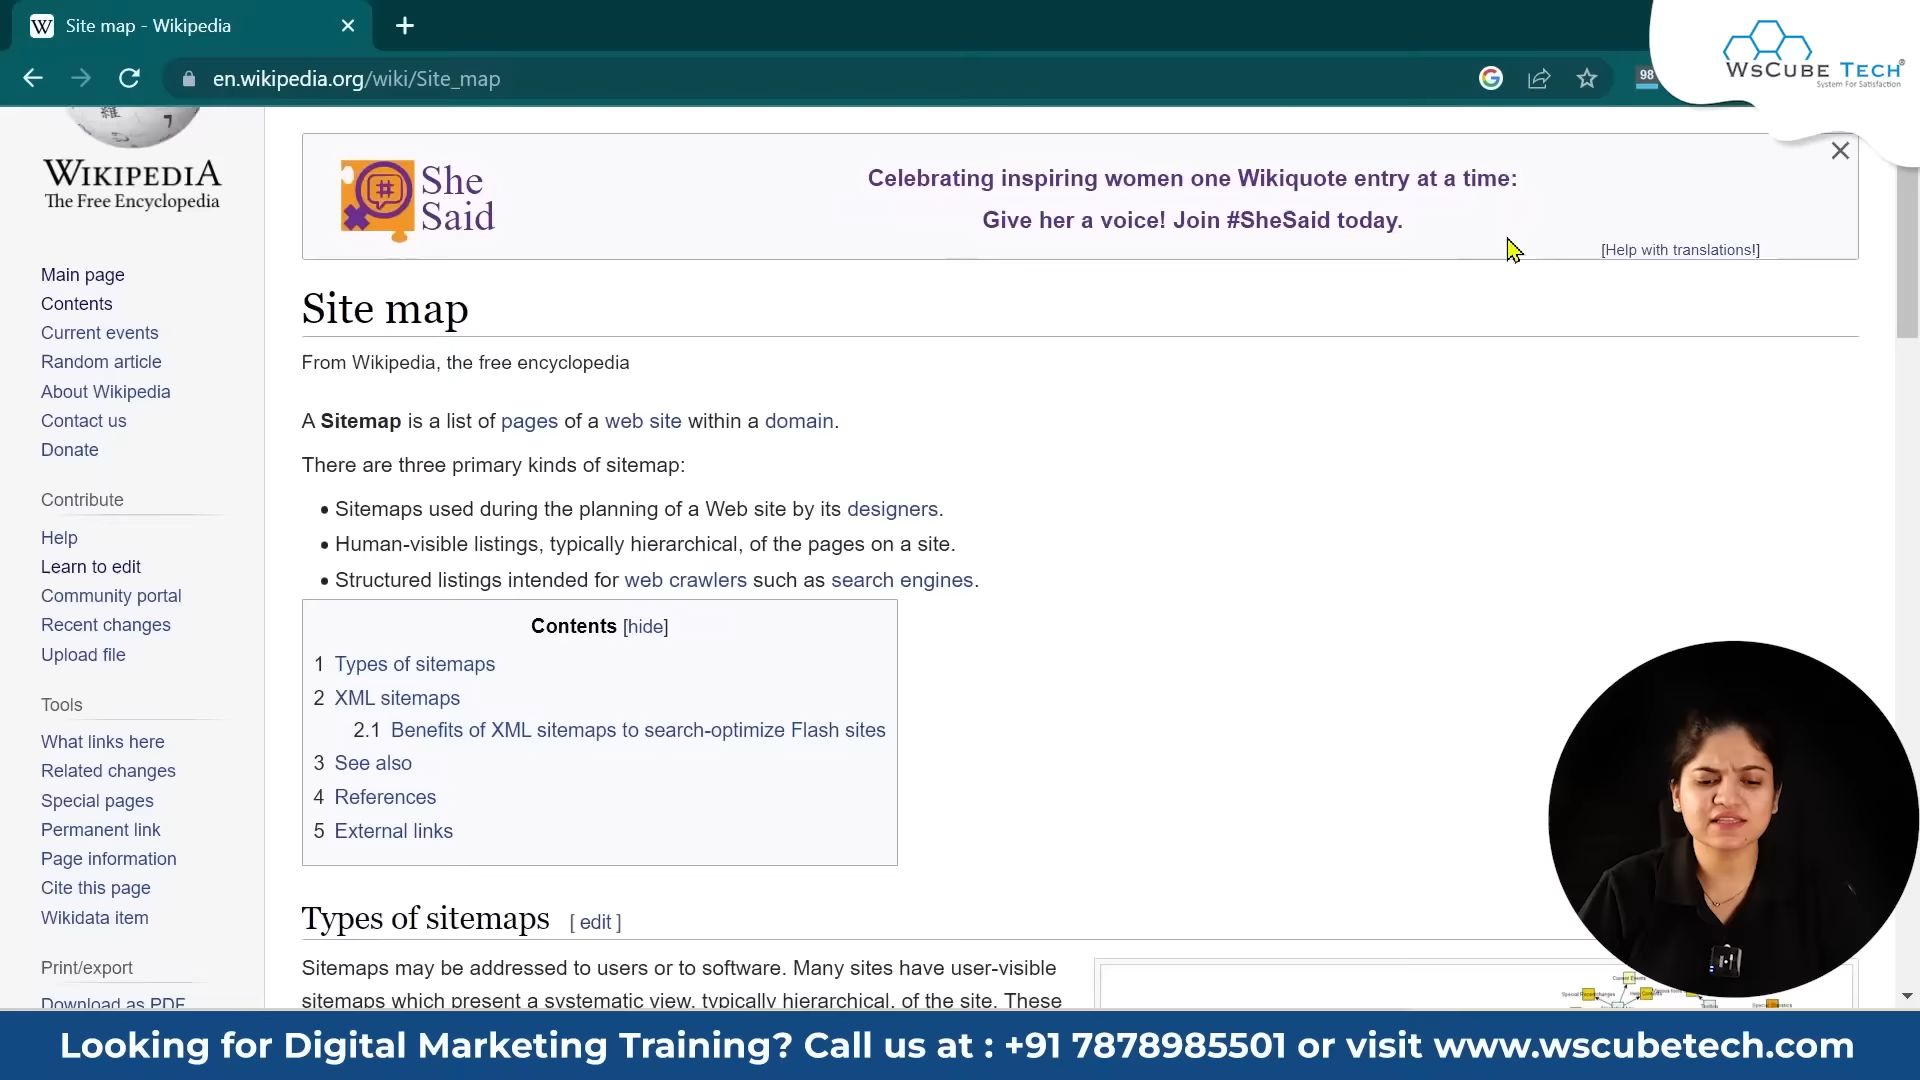 Site map - Wikipedia
en.wikipedia.org/wiki/Site_map
98
WsCube Tech®
System For Satisfaction
WIKIPEDIA
The Free Encyclopedia
Main page
Contents
Current events
Random article
About Wikipedia
Contact us
Donate
Contribute
Help
Learn to edit
Community portal
Recent changes
Upload file
Tools
What links here
Related changes
Special pages
Permanent link
Page information
Cite this page
Wikidata item
Print/export
Download as PDF
#
She
Said
Celebrating inspiring women one Wikiquote entry at a time:
Give her a voice! Join #SheSaid today.
[Help with translations!]
Site map
From Wikipedia, the free encyclopedia
A Sitemap is a list of pages of a web site within a domain.
There are three primary kinds of sitemap:
• Sitemaps used during the planning of a Web site by its designers.
• Human-visible listings, typically hierarchical, of the pages on a site.
• Structured listings intended for web crawlers such as search engines.
Contents [hide]
1 Types of sitemaps
2 XML sitemaps
2.1 Benefits of XML sitemaps to search-optimize Flash sites
3 See also
4 References
5 External links
Types of sitemaps [ edit ]
Sitemaps may be addressed to users or to software. Many sites have user-visible
sitemaps which present a systematic view, typically hierarchical, of the site. These
Looking for Digital Marketing Training? Call us at : +91 7878985501 or visit www.wscubetech.com